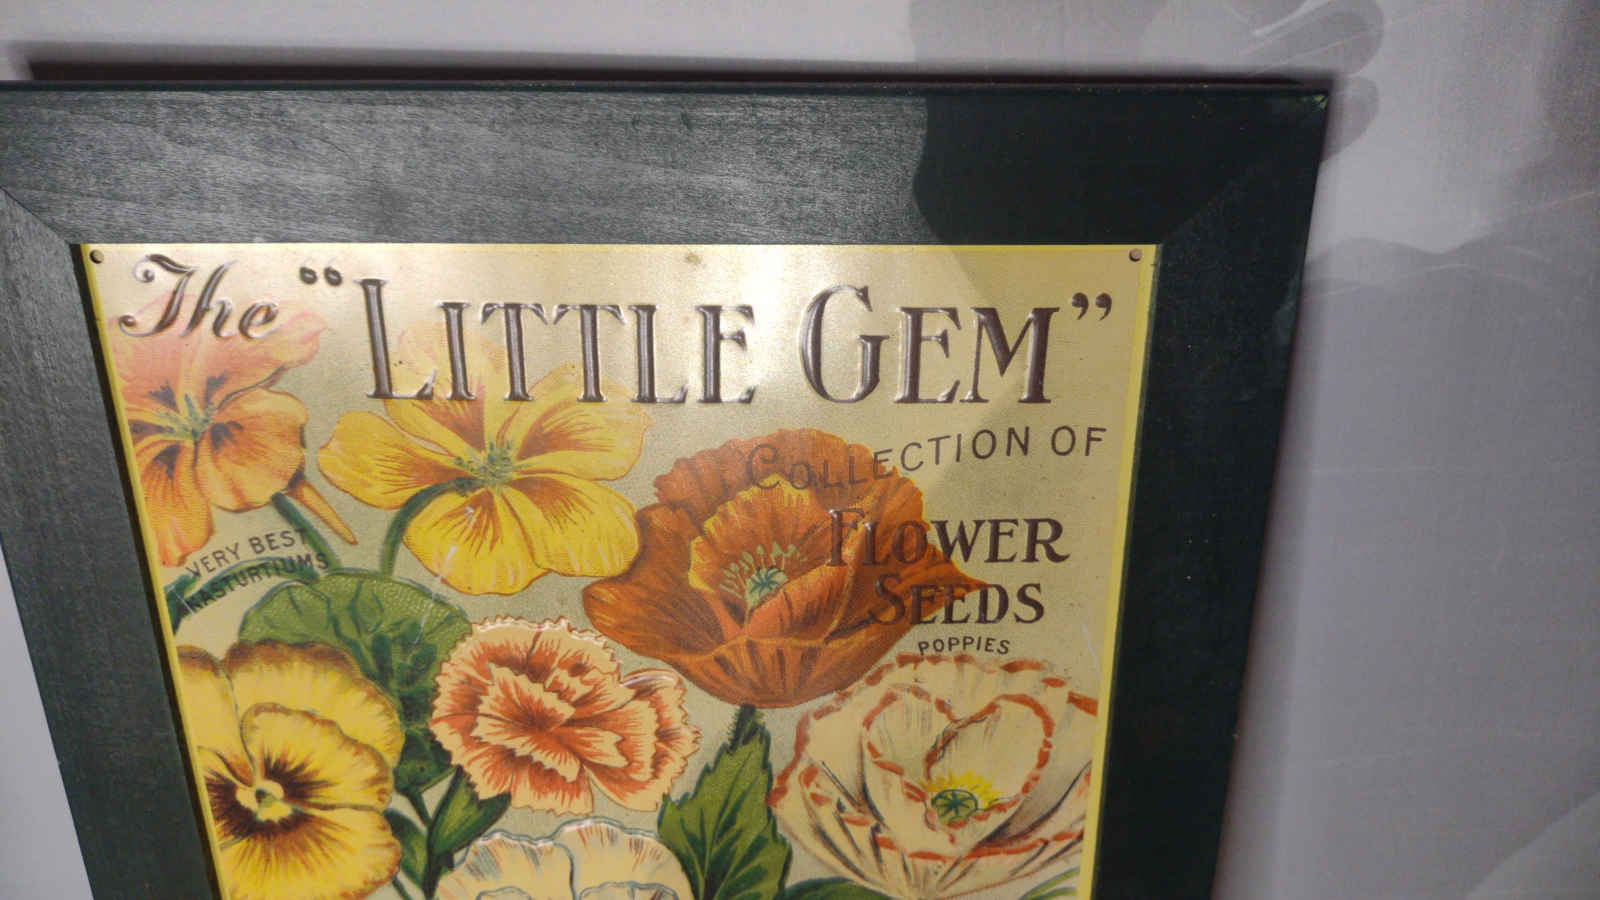 The “LITTLE GEM”
COLLECTION OF
FLOWER
SEEDS
POPPIES
VERY BEST
NASTURTIUMS